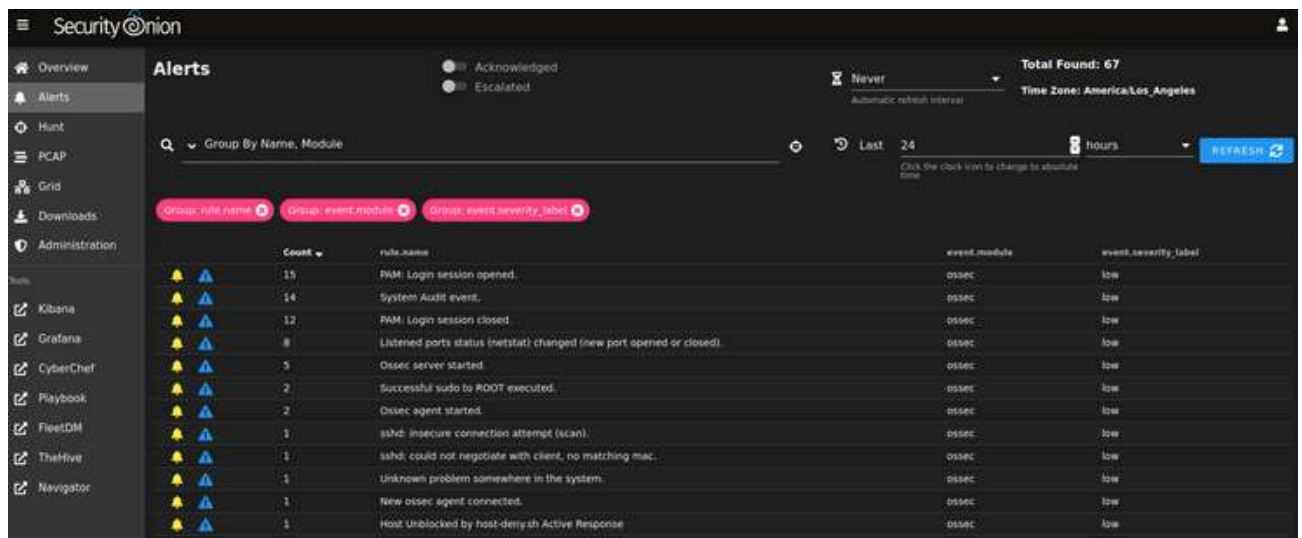 Security Onion
Overview
Alerts
Hunt
PCAP
Grid
Downloads
Administration
Tools
Kibana
Grafana
CyberChef
Playbook
FleetDM
TheHive
Navigator
Alerts
Acknowledged
Escalated
Never
Automatic refresh interval
Total Found: 67
Time Zone: America/Los_Angeles
Group By Name, Module
Last 24 hours
Click the clock icon to change to absolute
time
REFRESH
Group: rule.name Group: event.module Group: event.severity_label
Count rule.name event.module event.severity_label
15 PAM: Login session opened. ossec low
14 System Audit event. ossec low
12 PAM: Login session closed. ossec low
8 Listened ports status (netstat) changed (new port opened or closed). ossec low
5 Ossec server started. ossec low
2 Successful sudo to ROOT executed. ossec low
2 Ossec agent started. ossec low
1 sshd: insecure connection attempt (scan). ossec low
1 sshd: could not negotiate with client, no matching mac. ossec low
1 Unknown problem somewhere in the system. ossec low
1 New ossec agent connected. ossec low
1 Host Unblocked by host-deny.sh Active Response ossec low